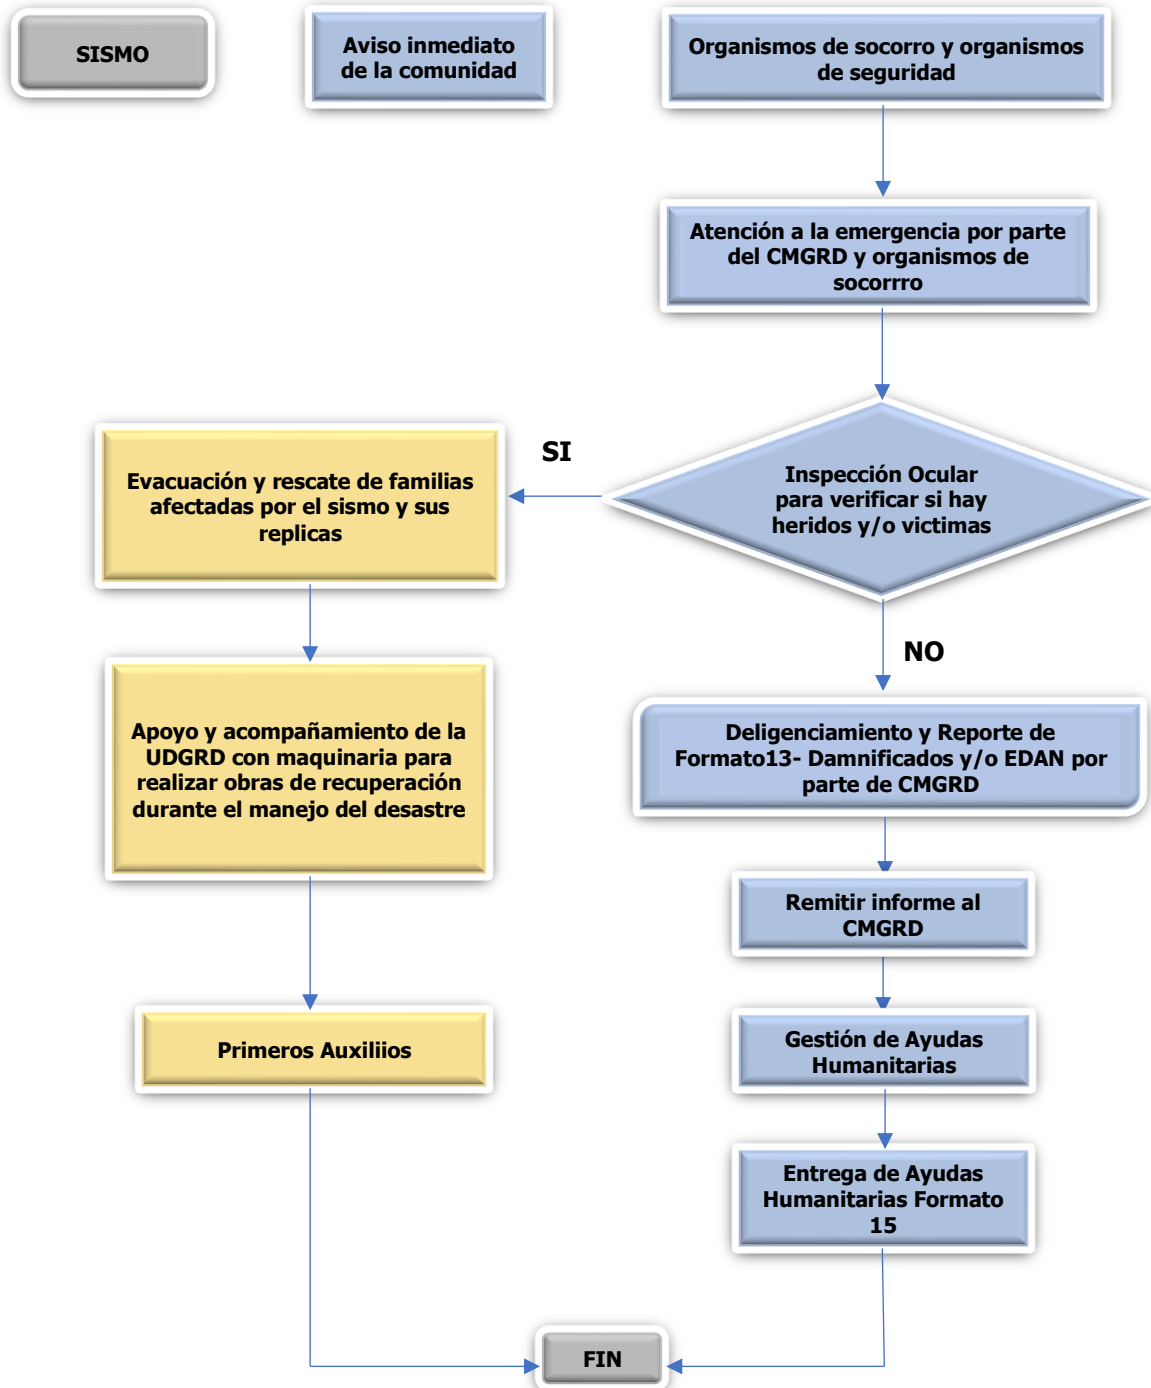 SISMO
Aviso inmediato
de la comunidad
Organismos de socorro y organismos
de seguridad
Atención a la emergencia por parte
del CMGRD y organismos de
socorrro
Inspección Ocular
para verificar si hay
heridos y/o victimas
SI
Evacuación y rescate de familias
afectadas por el sismo y sus
replicas
NO
Apoyo y acompañamiento de la
UDGRD con maquinaria para
realizar obras de recuperación
durante el manejo del desastre
Deligenciamiento y Reporte de
Formato13- Damnificados y/o EDAN por
parte de CMGRD
Remitir informe al
CMGRD
Primeros Auxiliios
Gestión de Ayudas
Humanitarias
Entrega de Ayudas
Humanitarias Formato
15
FIN